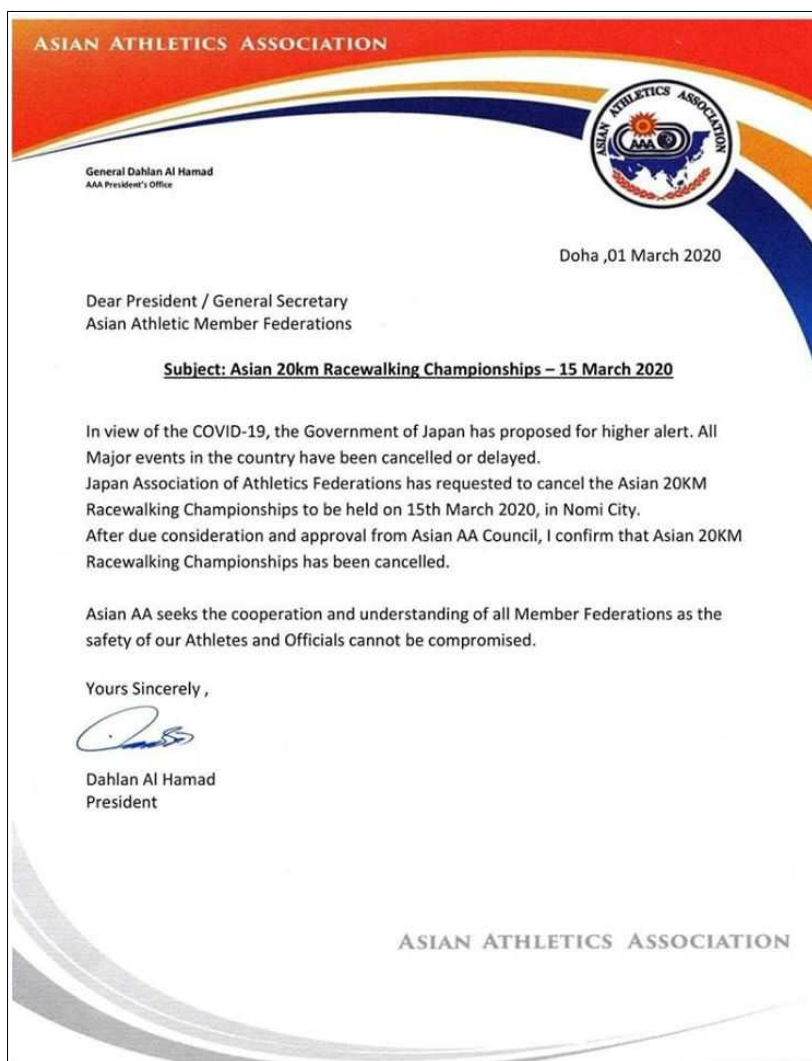 ASIAN ATHLETICS ASSOCIATION
ASIAN ATHLETICS ASSOCIATION
AAA
General Dahlan Al Hamad
AAA President's Office
Doha ,01 March 2020
Dear President / General Secretary
Asian Athletic Member Federations
Subject: Asian 20km Racewalking Championships – 15 March 2020
In view of the COVID-19, the Government of Japan has proposed for higher alert. All
Major events in the country have been cancelled or delayed.
Japan Association of Athletics Federations has requested to cancel the Asian 20KM
Racewalking Championships to be held on 15th March 2020, in Nomi City.
After due consideration and approval from Asian AA Council, I confirm that Asian 20KM
Racewalking Championships has been cancelled.
Asian AA seeks the cooperation and understanding of all Member Federations as the
safety of our Athletes and Officials cannot be compromised.
Yours Sincerely ,
Dahlan Al Hamad
President
ASIAN ATHLETICS ASSOCIATION